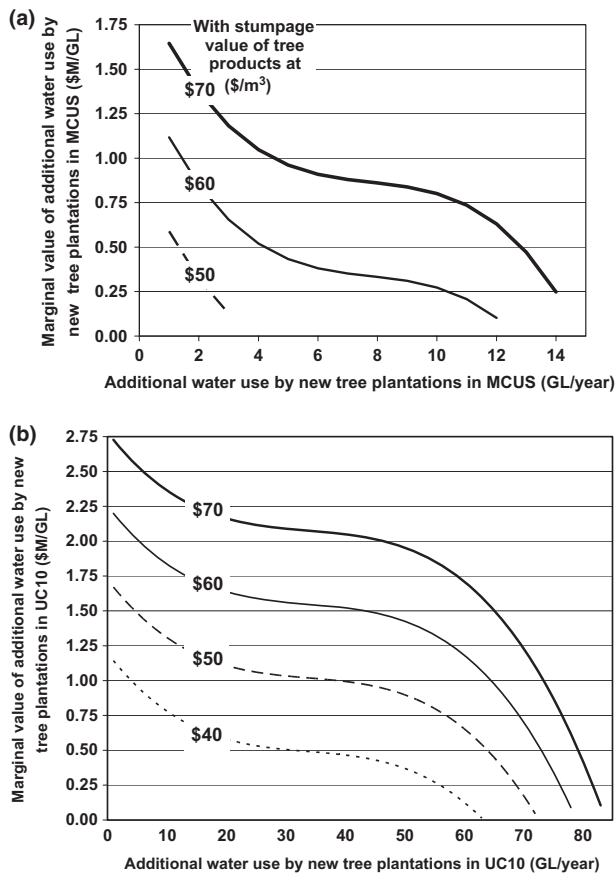 (a)
Marginal value of additional water use by
new tree plantations in MCUS ($M/GL)
1.75
1.50
1.25
1.00
0.75
0.50
0.25
0.00
With stumpage
value of tree
products at
($/m³)
$70
$60
$50
0 2 4 6 8 10 12 14
Additional water use by new tree plantations in MCUS (GL/year)
(b)
Marginal value of additional water use by new
tree plantations in UC10 ($M/GL)
2.75
2.50
2.25
2.00
1.75
1.50
1.25
1.00
0.75
0.50
0.25
0.00
$70
$60
$50
$40
0 10 20 30 40 50 60 70 80
Additional water use by new tree plantations in UC10 (GL/year)